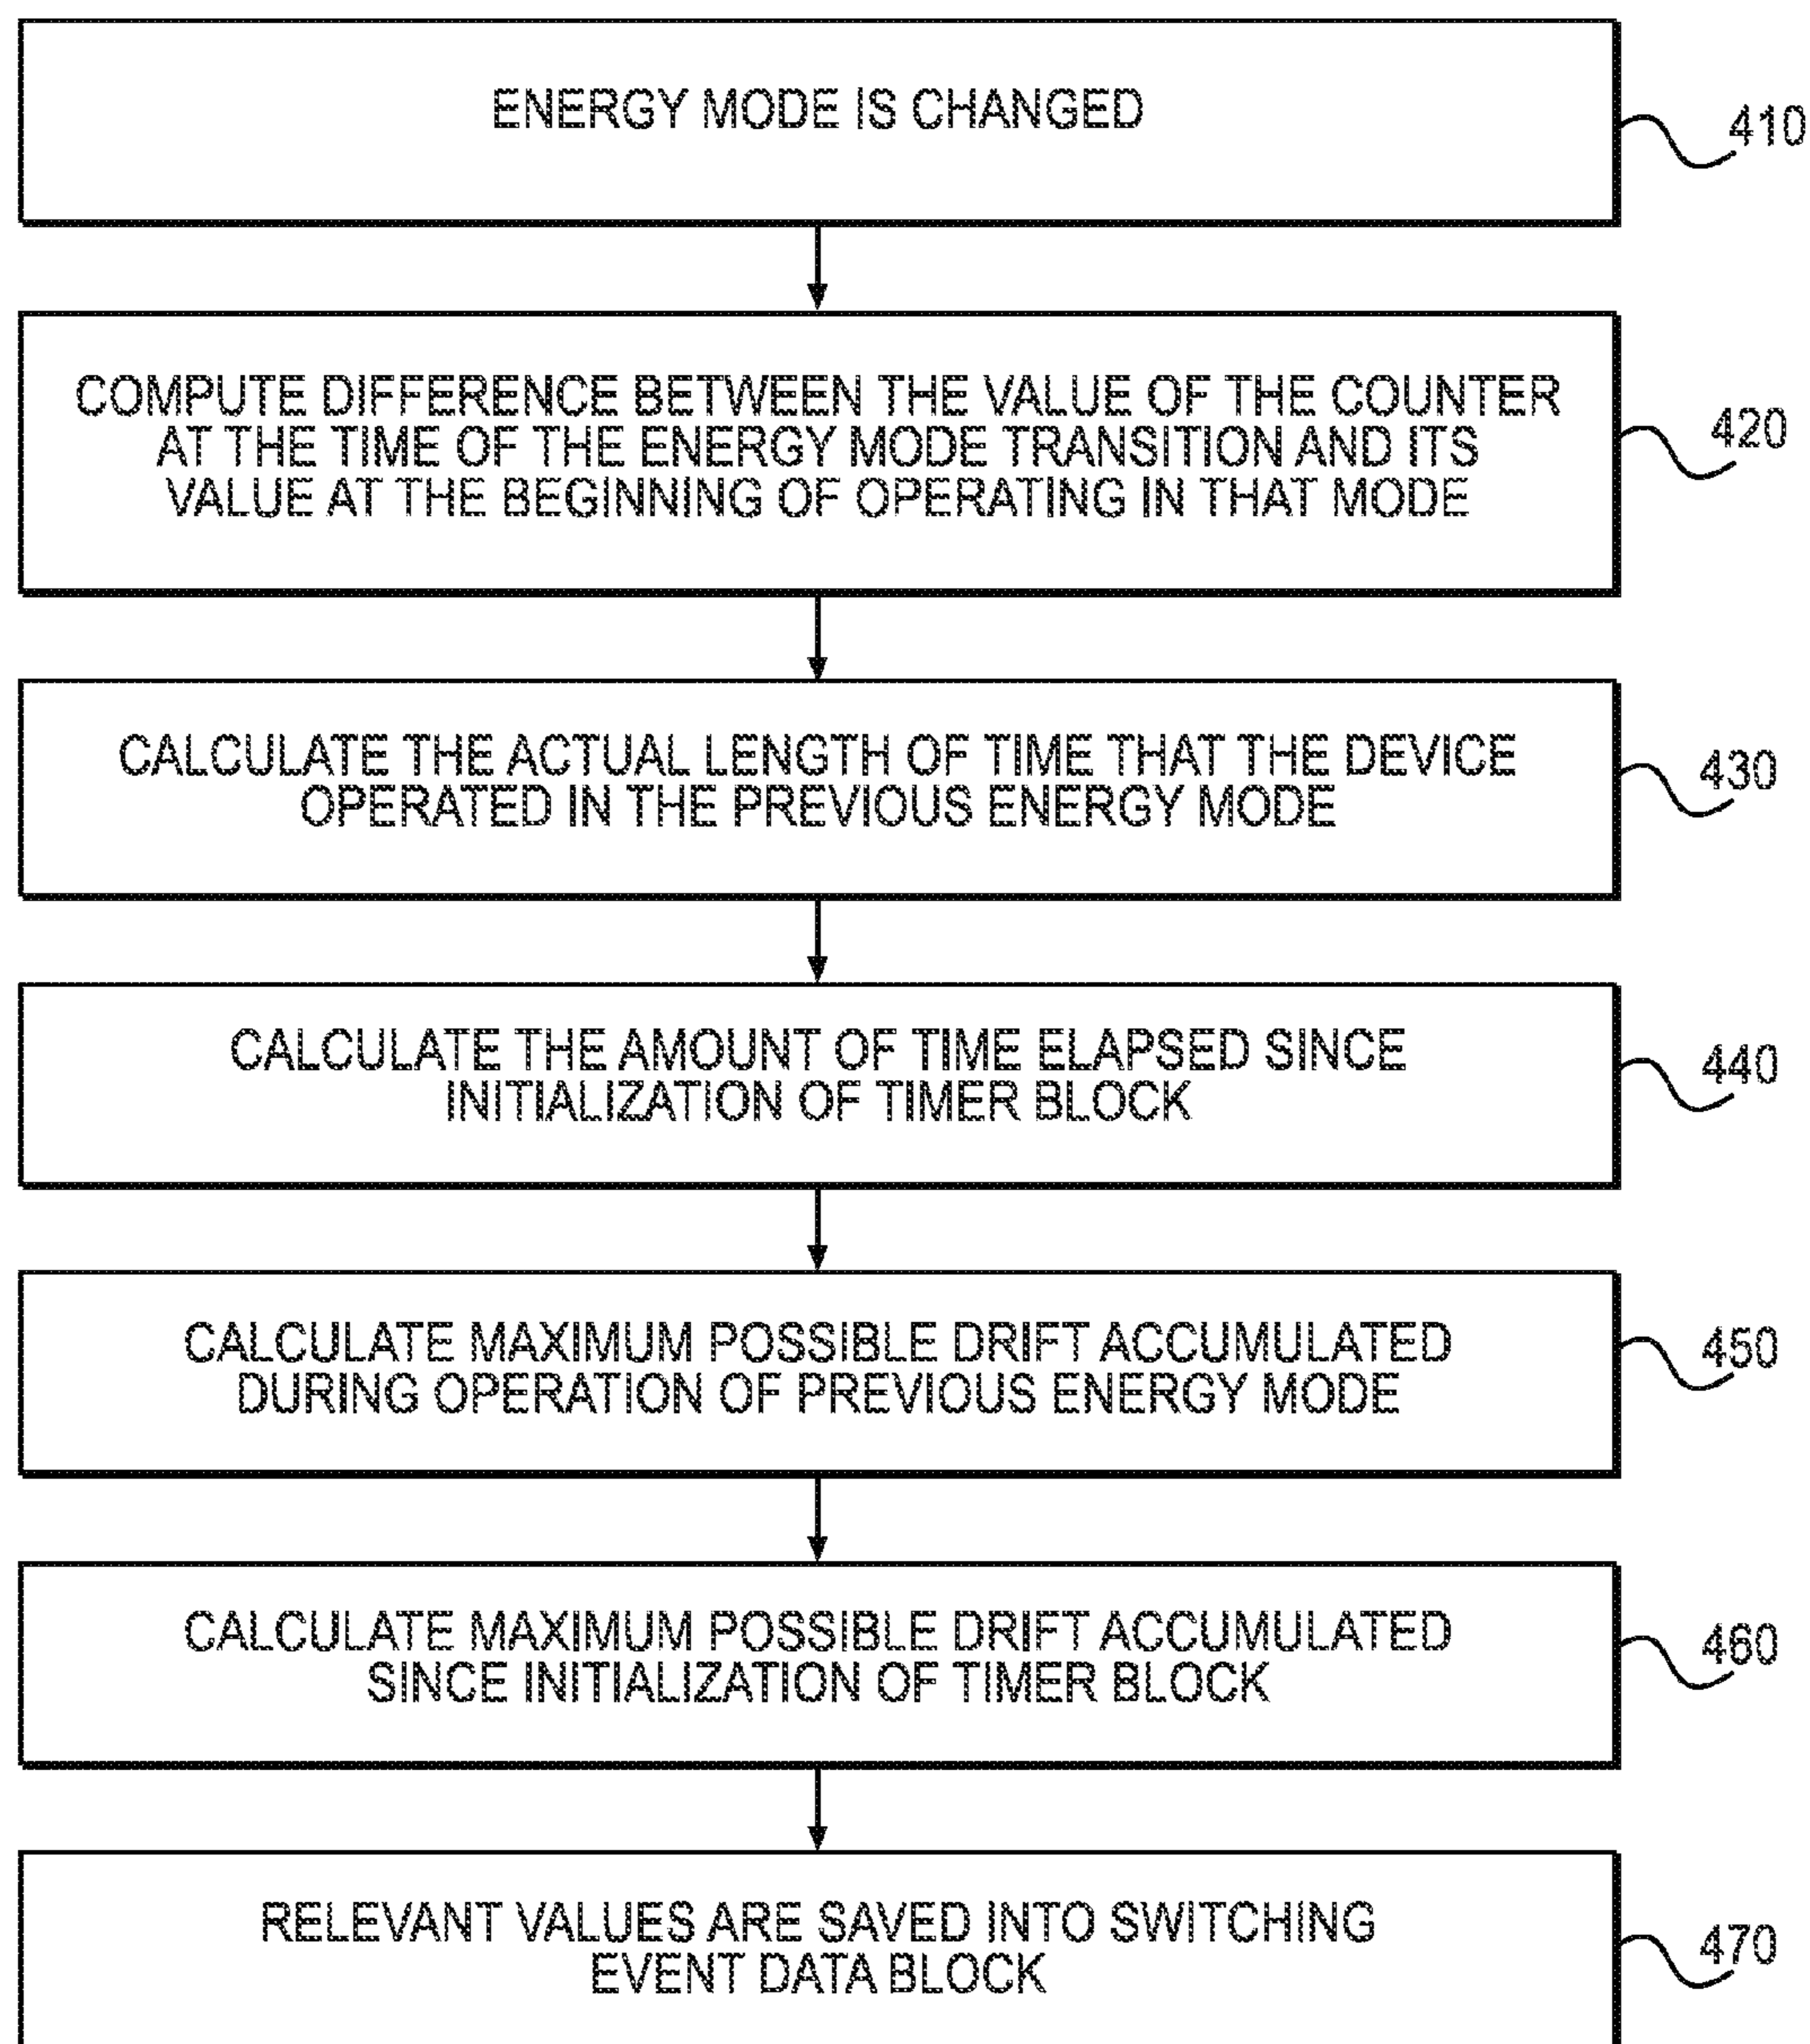 ENERGY MODE IS CHANGED
410
COMPUTE DIFFERENCE BETWEEN THE VALUE OF THE COUNTER
AT THE TIME OF THE ENERGY MODE TRANSITION AND ITS
VALUE AT THE BEGINNING OF OPERATING IN THAT MODE
420
CALCULATE THE ACTUAL LENGTH OF TIME THAT THE DEVICE
OPERATED IN THE PREVIOUS ENERGY MODE
430
CALCULATE THE AMOUNT OF TIME ELAPSED SINCE
INITIALIZATION OF TIMER BLOCK
440
CALCULATE MAXIMUM POSSIBLE DRIFT ACCUMULATED
DURING OPERATION OF PREVIOUS ENERGY MODE
450
CALCULATE MAXIMUM POSSIBLE DRIFT ACCUMULATED
SINCE INITIALIZATION OF TIMER BLOCK
460
RELEVANT VALUES ARE SAVED INTO SWITCHING
EVENT DATA BLOCK
470